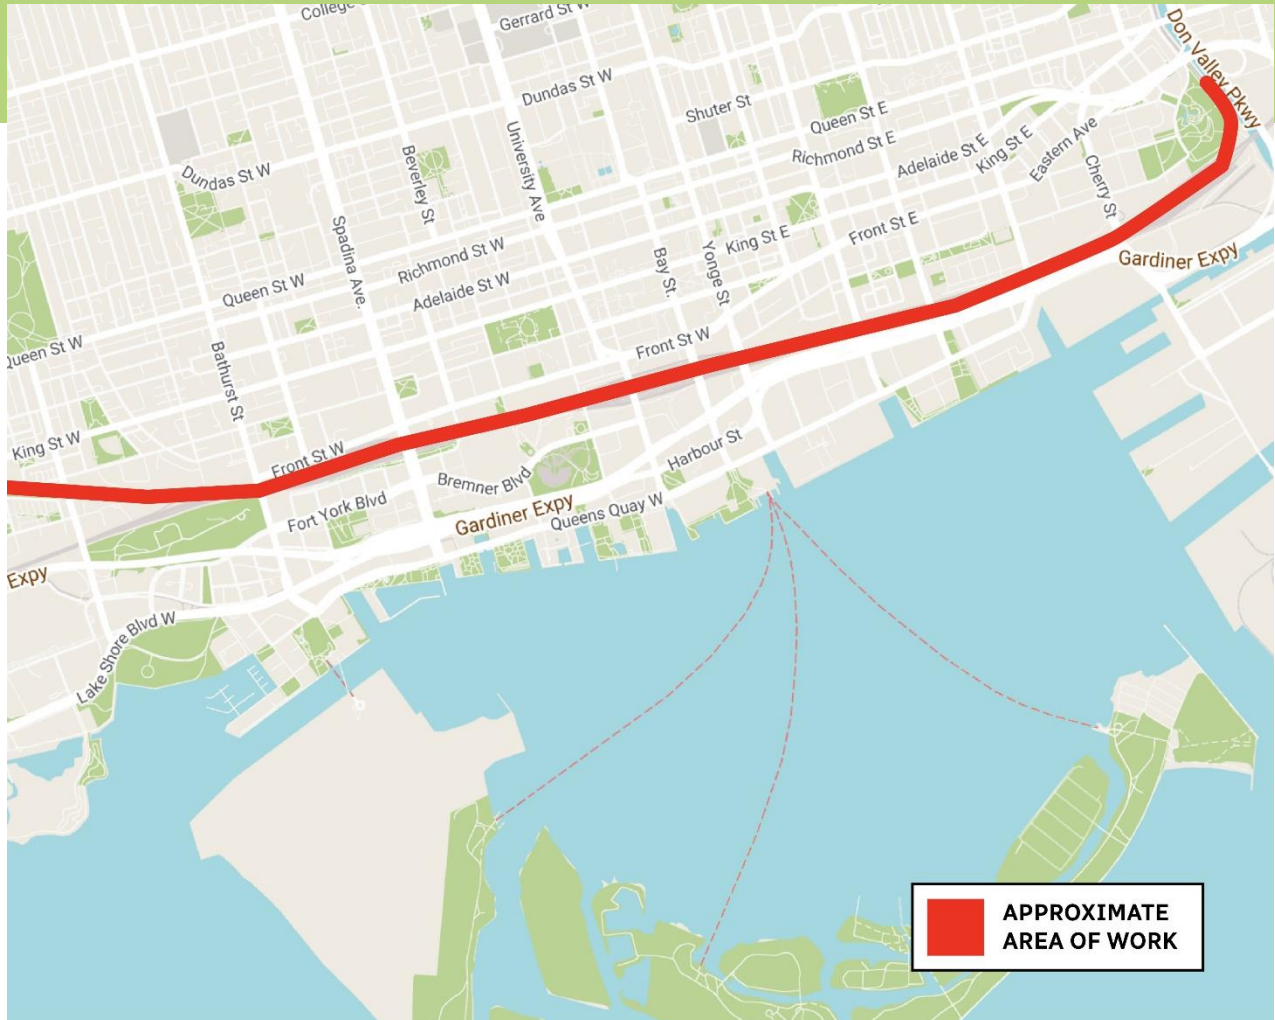 College
Gerrard St W
Don Valley Pkwy
Dundas St W
Shuter St
Queen St E
University Ave
Richmond St E
Adelaide St E
King St E
Eastern Ave
Beverley St
Dundas St W
Cherry St
Spadina Ave.
Richmond St W
King St E
Front St E
Bay St.
Yonge St
Gardiner Expy
Queen St W
Adelaide St W
Queen St W
Bathurst St
Front St W
King St W
Front St W
Harbour St
Bremner Blvd
Fort York Blvd
Gardiner Expy
Queens Quay W
Expy
Lake Shore Blvd W
APPROXIMATE
AREA OF WORK